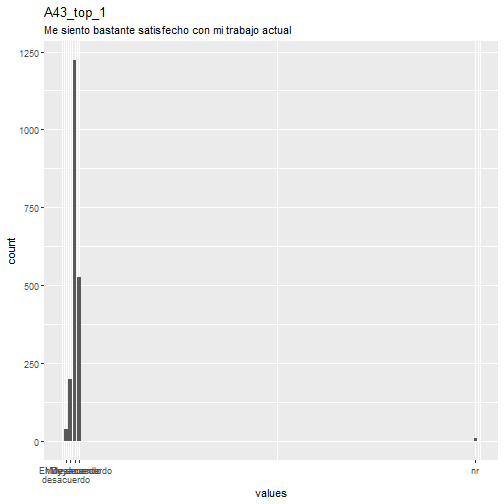 A43_top_1
Me siento bastante satisfecho con mi trabajo actual
1250
1000
750
500
250
0
count
nr
desacuerdo
values